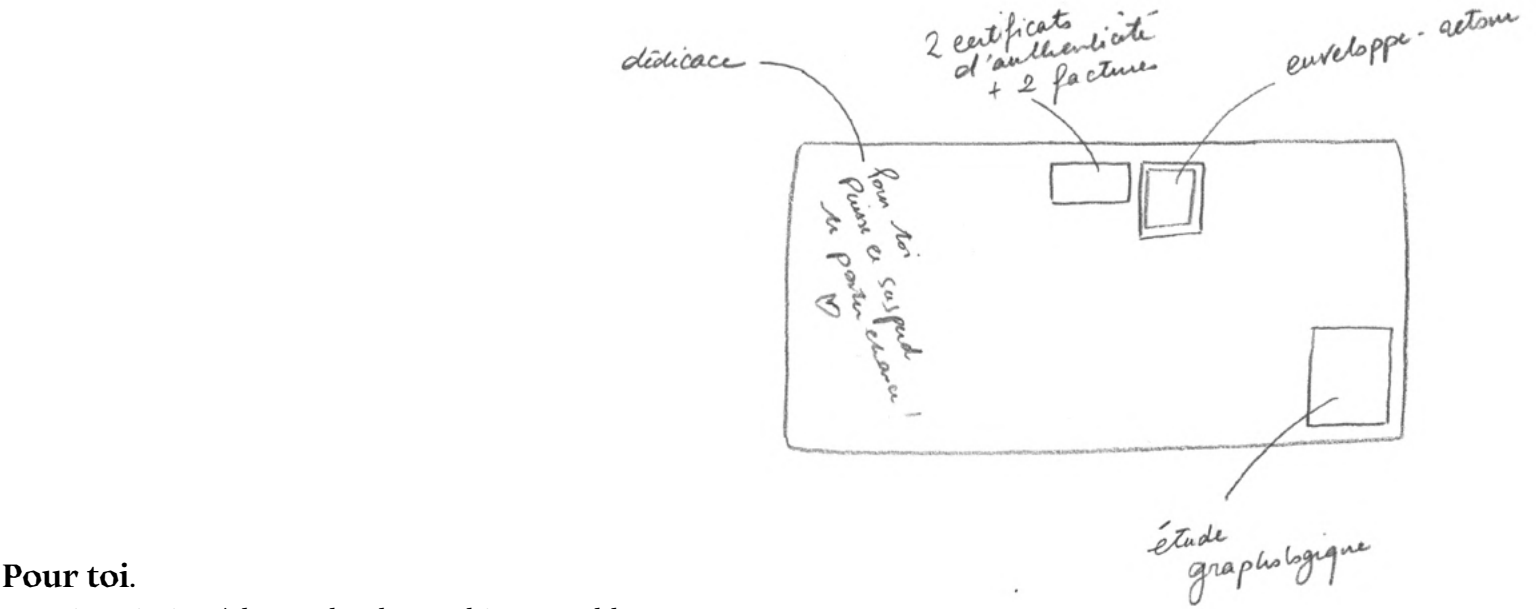 dédicace
2 certificats
d'authenticité
+ 2 factures
enveloppe-retour
Pour toi
Puisse ce suspend
te porter chance !
étude
graphologique
Pour toi.